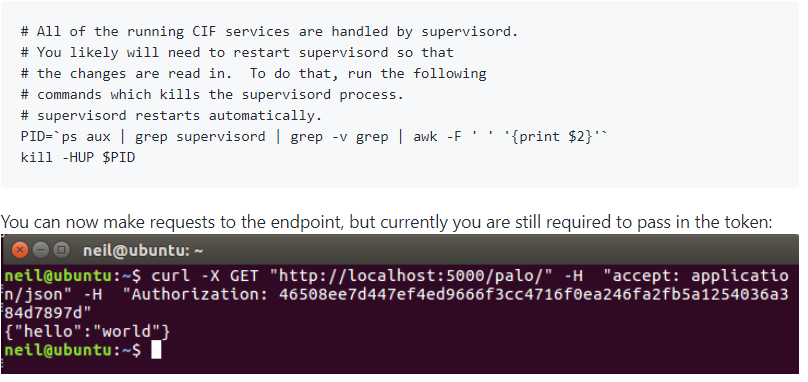 # All of the running CIF services are handled by supervisord.
# You likely will need to restart supervisord so that
# the changes are read in.  To do that, run the following
# commands which kills the supervisord process.
# supervisord restarts automatically.
PID=`ps aux | grep supervisord | grep -v grep | awk -F ' ' '{print $2}'`
kill -HUP $PID
You can now make requests to the endpoint, but currently you are still required to pass in the token:
neil@ubuntu: ~
neil@ubuntu:~$ curl -X GET "http://localhost:5000/palo/" -H  "accept: applicatio
n/json" -H  "Authorization: 46508ee7d447ef4ed9666f3cc4716f0ea246fa2fb5a1254036a3
84d7897d"
{"hello":"world"}
neil@ubuntu:~$